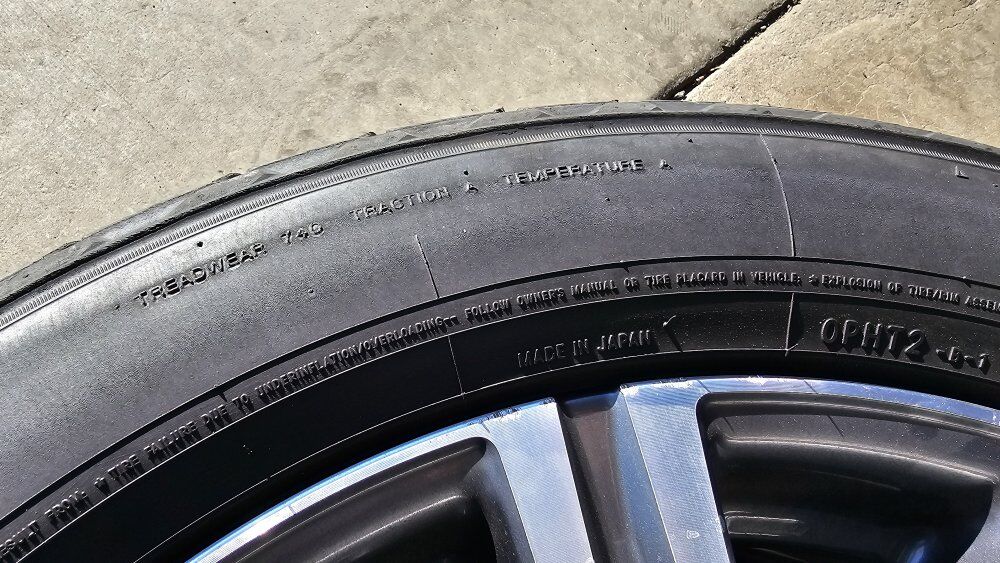 TREADWEAR 740 TRACTION A TEMPERATURE A
TIRE FAILURE DUE TO UNDERINFLATION/OVERLOADING-- FOLLOW OWNER'S MANUAL OR TIRE PLACARD IN VEHICLE. EXPLOSION OF TIRE/RIM ASSEM
MADE IN JAPAN
0PHT2